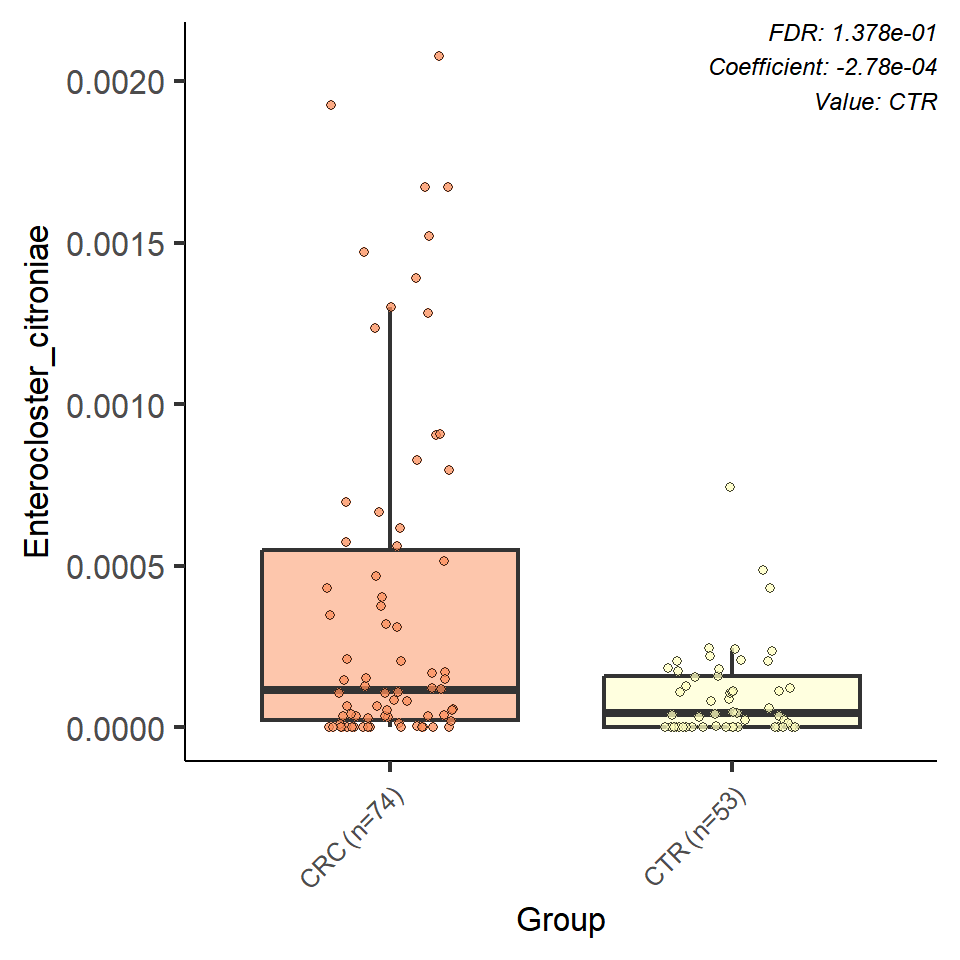 FDR: 1.378e-01
Coefficient: -2.78e-04
Value: CTR
Enterocloster_citroniae
0.0020
0.0015
0.0010
0.0005
0.0000
CRC (n=74)
CTR (n=53)
Group